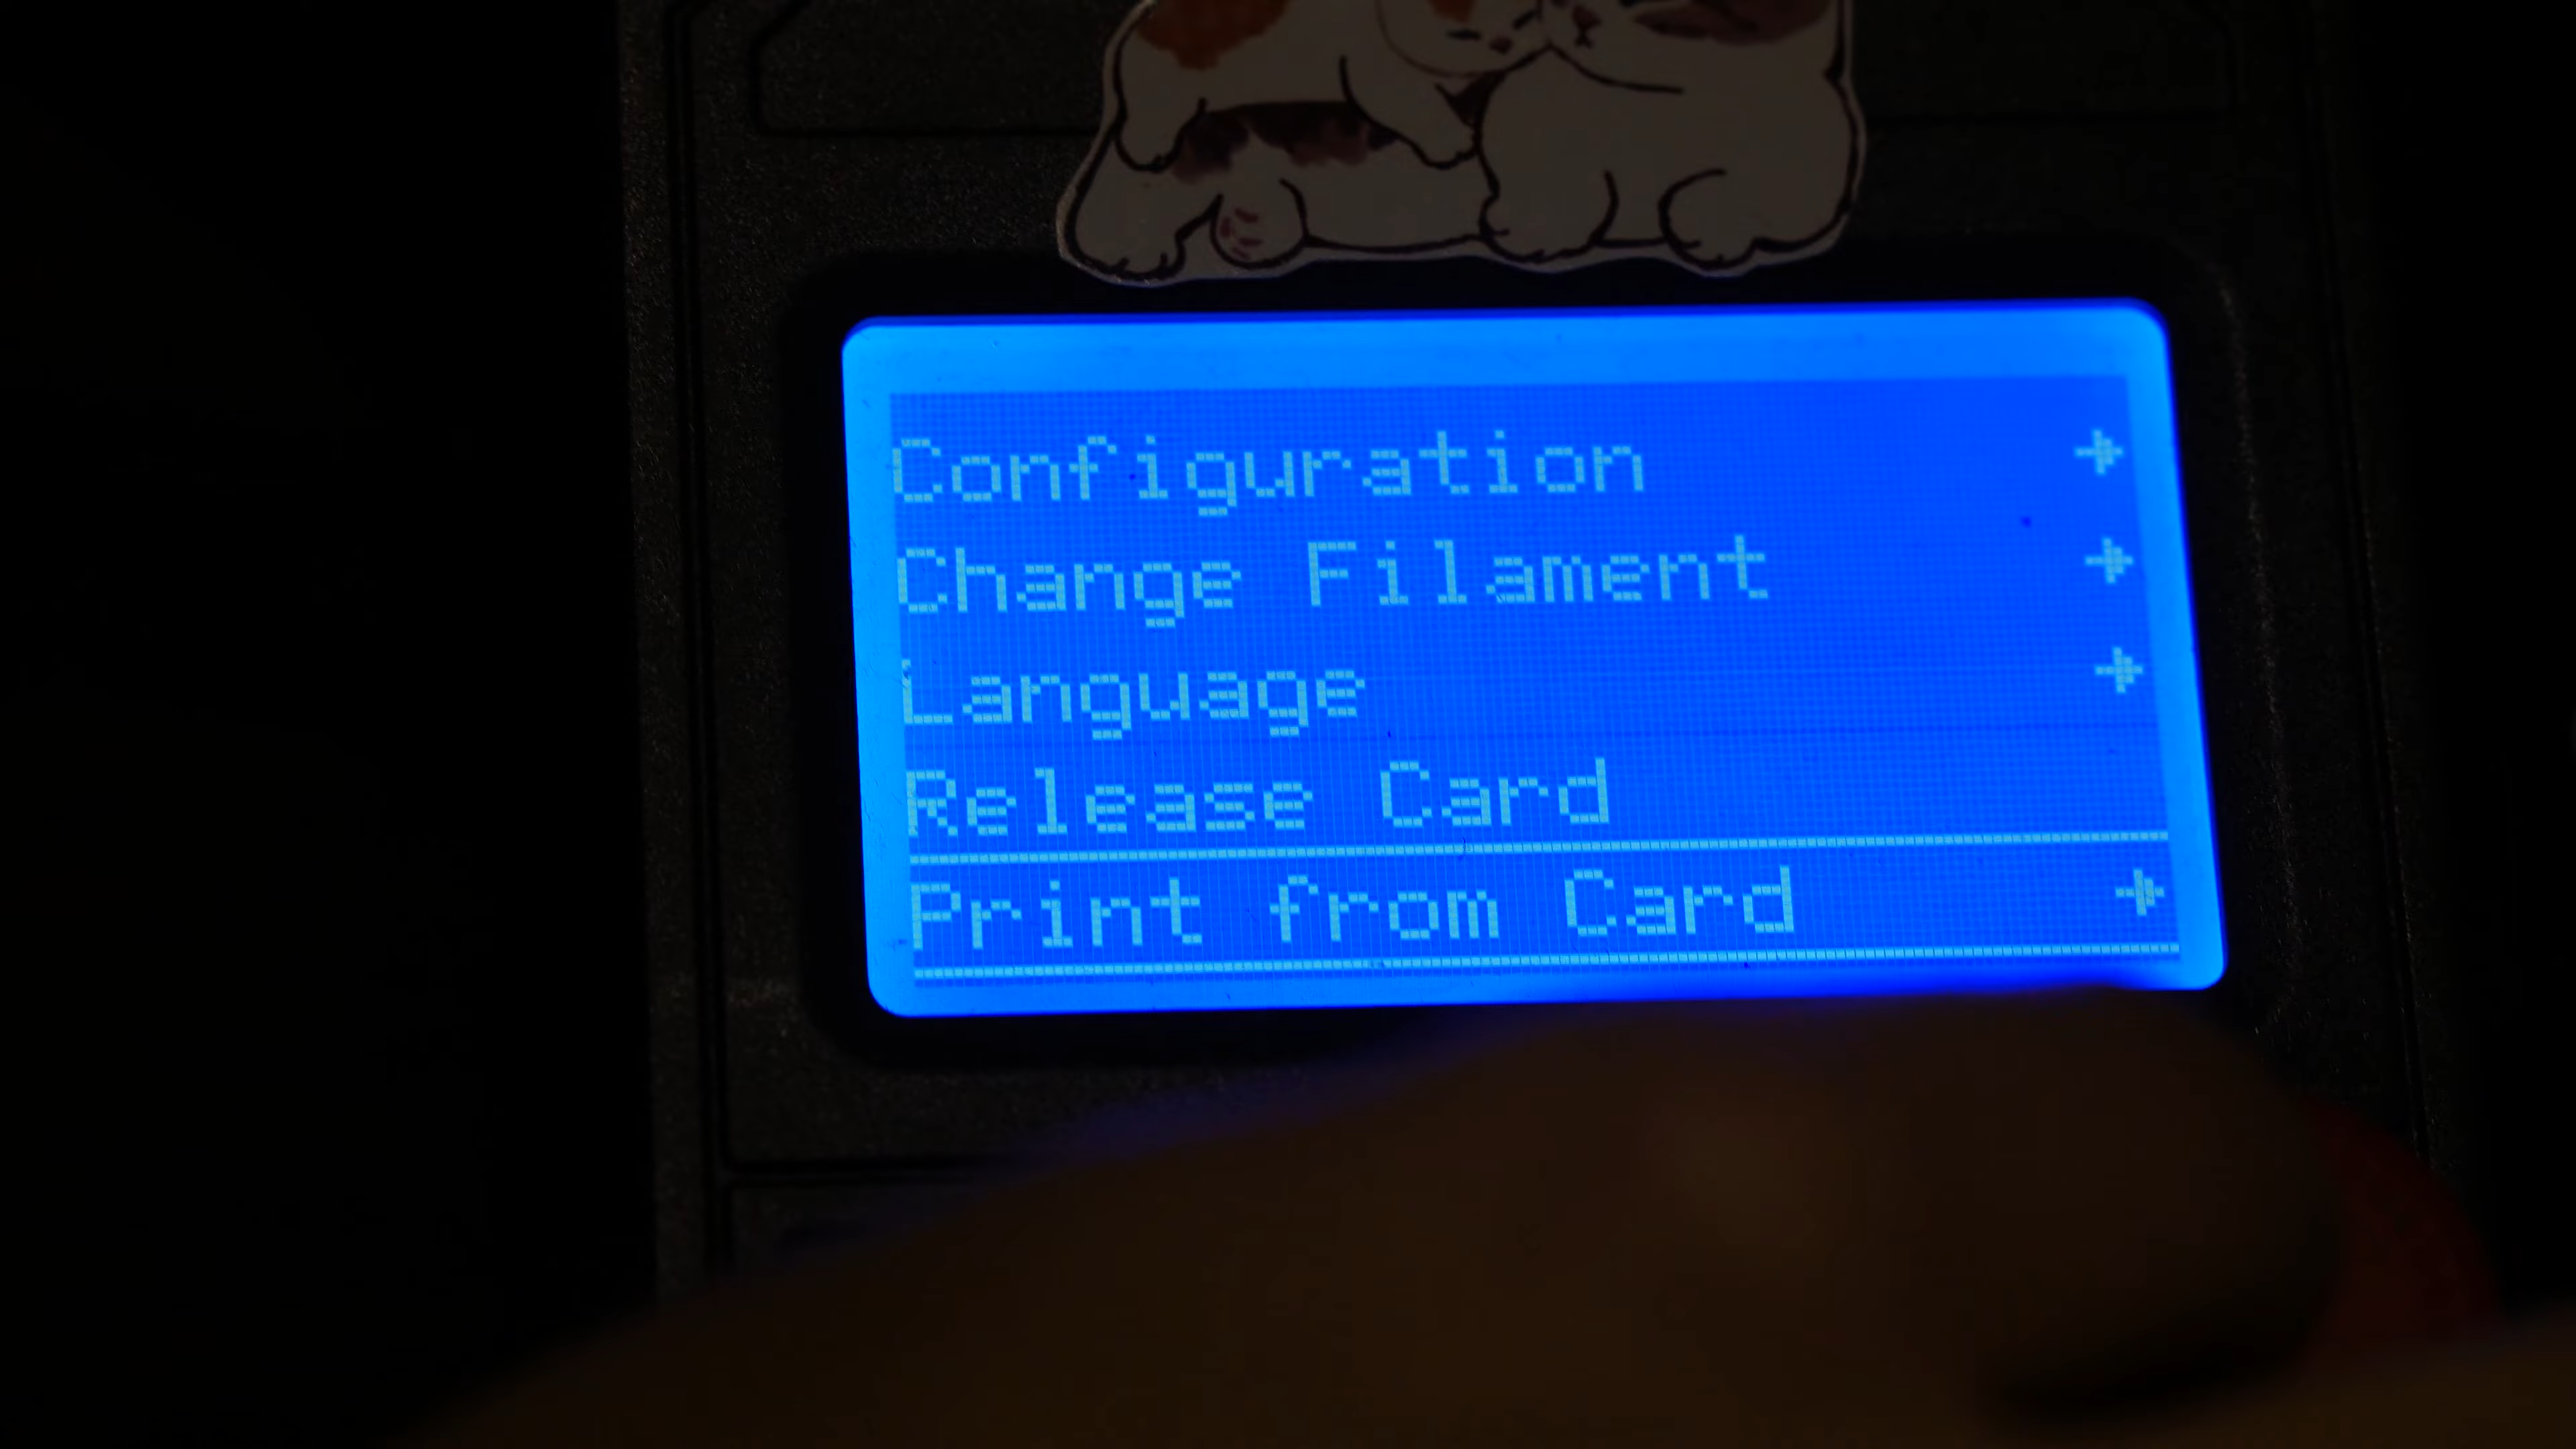 Configuration
Change Filament
Language
Release Card
Print from Card